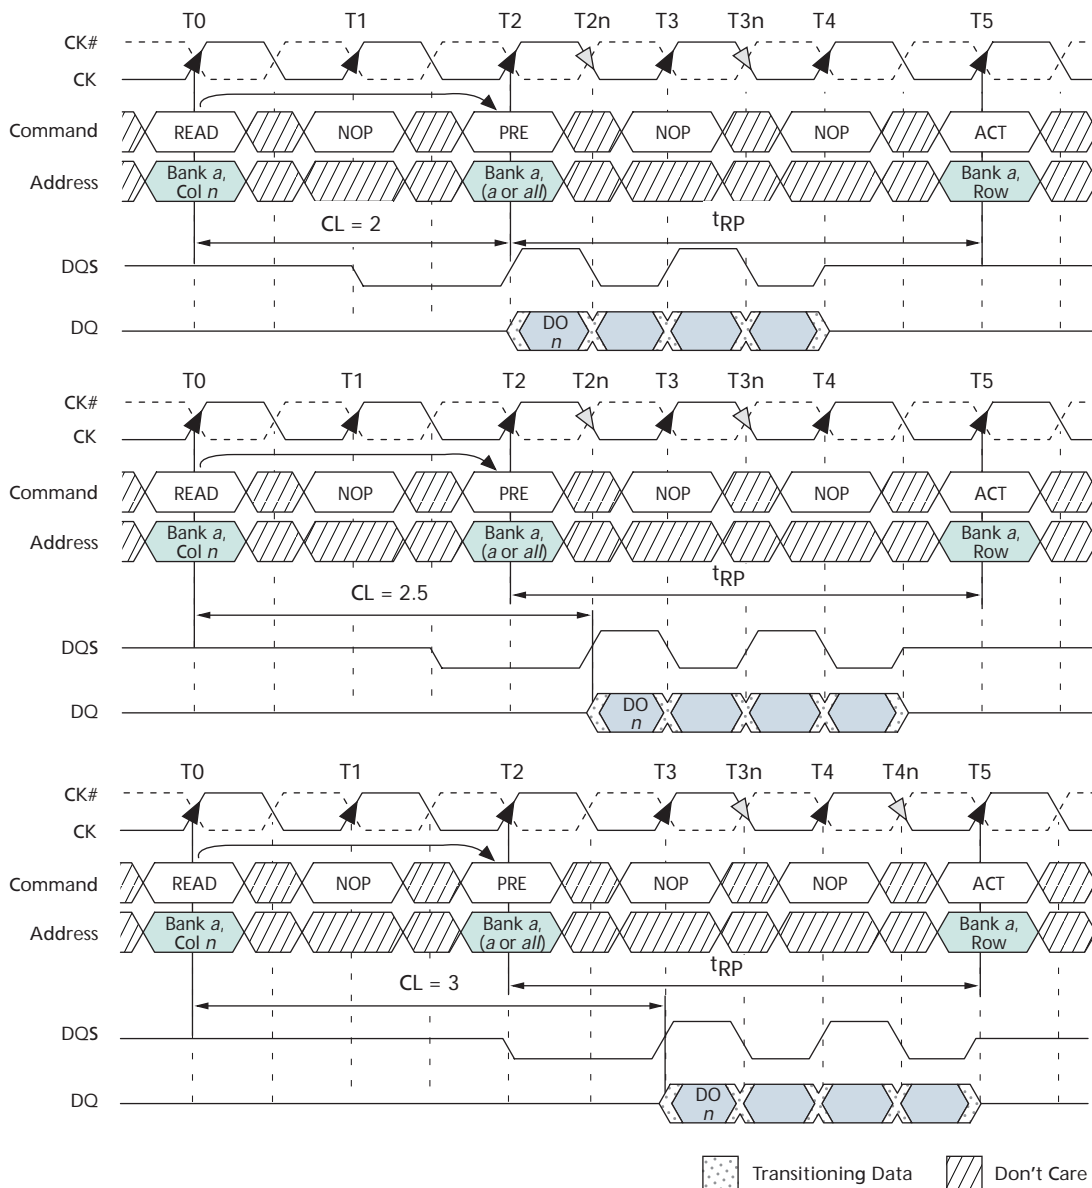 T0 T1 T2 T2n T3 T3n T4 T5
CK#
CK
Command READ NOP PRE NOP NOP ACT
Address Bank a, Col n Bank a, (a or all) Bank a, Row
CL = 2 tRP
DQS
DQ DO n
T0 T1 T2 T2n T3 T3n T4 T5
CK#
CK
Command READ NOP PRE NOP NOP ACT
Address Bank a, Col n Bank a, (a or all) Bank a, Row
tRP
CL = 2.5
DQS
DQ DO n
T0 T1 T2 T3 T3n T4 T4n T5
CK#
CK
Command READ NOP PRE NOP NOP ACT
Address Bank a, Col n Bank a, (a or all) Bank a, Row
tRP
CL = 3
DQS
DQ DO n
Transitioning Data Don't Care